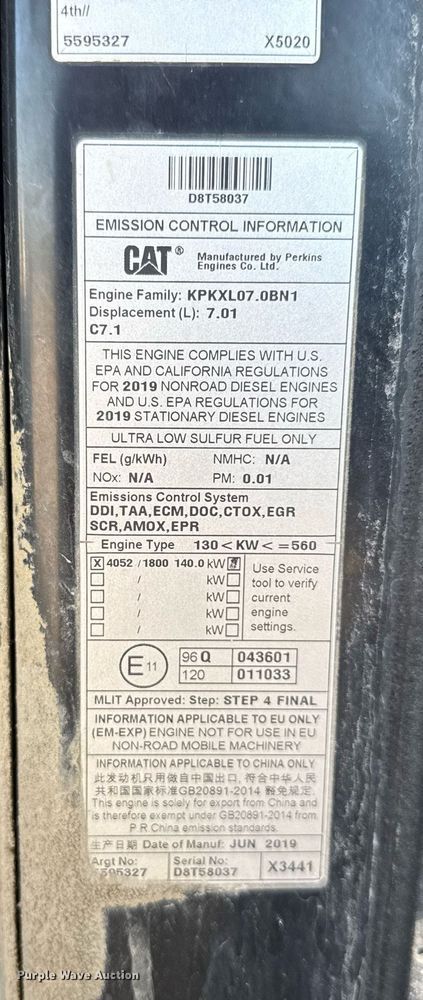 4th//
5595327 X5020
D8T58037
EMISSION CONTROL INFORMATION
CAT® Manufactured by Perkins
Engines Co. Ltd.
Engine Family: KPKXL07.0BN1
Displacement (L): 7.01
C7.1
THIS ENGINE COMPLIES WITH U.S.
EPA AND CALIFORNIA REGULATIONS
FOR 2019 NONROAD DIESEL ENGINES
AND U.S. EPA REGULATIONS FOR
2019 STATIONARY DIESEL ENGINES
ULTRA LOW SULFUR FUEL ONLY
FEL (g/kWh) NMHC: N/A
NOx: N/A PM: 0.01
Emissions Control System
DDI,TAA,ECM,DOC,CTOX,EGR
SCR,AMOX,EPR
Engine Type 130<KW<=560
X 4052 / 1800 140.0 kW Use Service
/ kW tool to verify
/ kW current
/ kW engine
/ kW settings.
E11 96 Q 043601
120 011033
MLIT Approved: Step: STEP 4 FINAL
INFORMATION APPLICABLE TO EU ONLY
(EM-EXP) ENGINE NOT FOR USE IN EU
NON-ROAD MOBILE MACHINERY
INFORMATION APPLICABLE TO CHINA ONLY
此发动机只用做自中国出口, 符合中华人民
共和国国家标准GB20891-2014 豁免规定.
This engine is solely for export from China and
is therefore exempt under GB20891-2014 from
P R China emission standards.
生产日期 Date of Manuf: JUN 2019
Argt No: Serial No: X3441
5595327 D8T58037
Purple Wave Auction